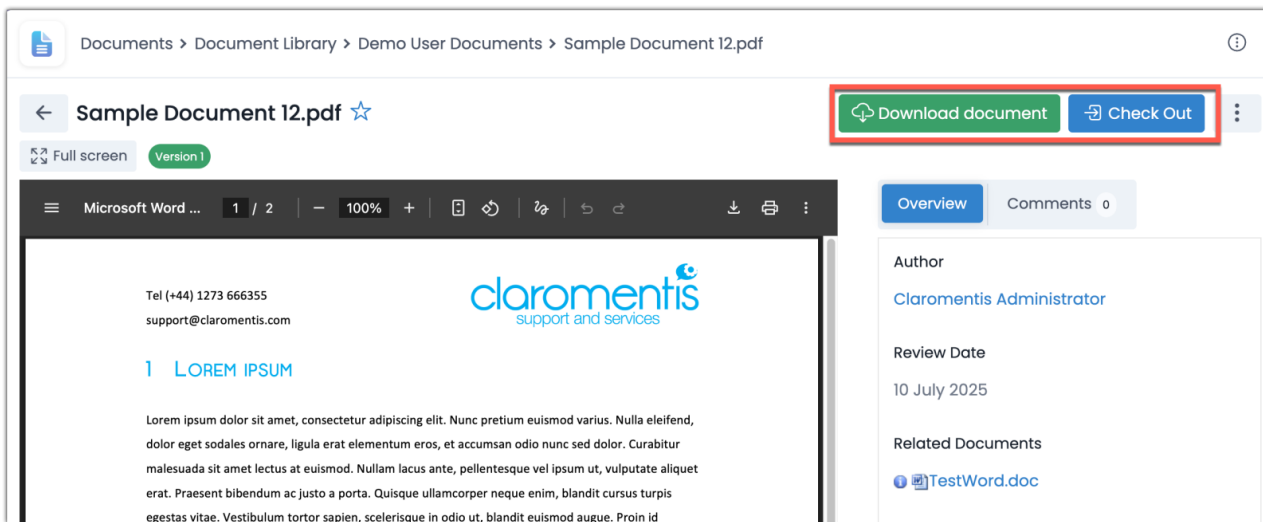 Documents > Document Library > Demo User Documents > Sample Document 12.pdf
Sample Document 12.pdf
Download document
Check Out
Full screen
Version 1
Microsoft Word ... 1 / 2 100%
Overview
Comments 0
Tel (+44) 1273 666355
support@claromentis.com
claromentis
support and services
1 LOREM IPSUM
Lorem ipsum dolor sit amet, consectetur adipiscing elit. Nunc pretium euismod varius. Nulla eleifend,
dolor eget sodales ornare, ligula erat elementum eros, et accumsan odio nunc sed dolor. Curabitur
malesuada sit amet lectus at euismod. Nullam lacus ante, pellentesque vel ipsum ut, vulputate aliquet
erat. Praesent bibendum ac justo a porta. Quisque ullamcorper neque enim, blandit cursus turpis
egestas vitae. Vestibulum tortor sapien, scelerisque in odio ut, blandit euismod augue. Proin id
Author
Claromentis Administrator
Review Date
10 July 2025
Related Documents
TestWord.doc